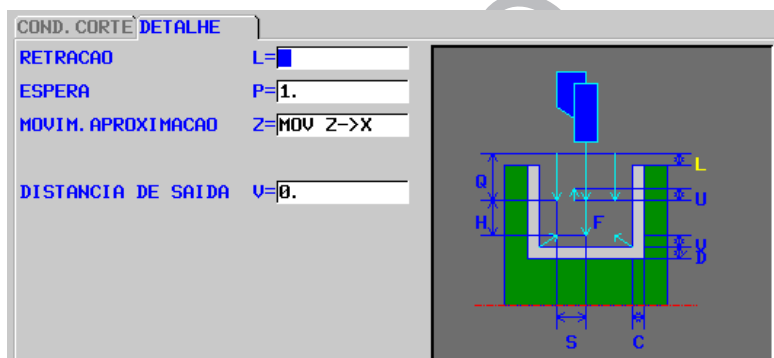 COND. CORTE DETALHE
RETRACAO L=
ESPERA P=1.
MOVIM. APROXIMACAO Z=MOV Z->X
DISTANCIA DE SAIDA V=0.
L
Q
U
H
F
V
D
S
C